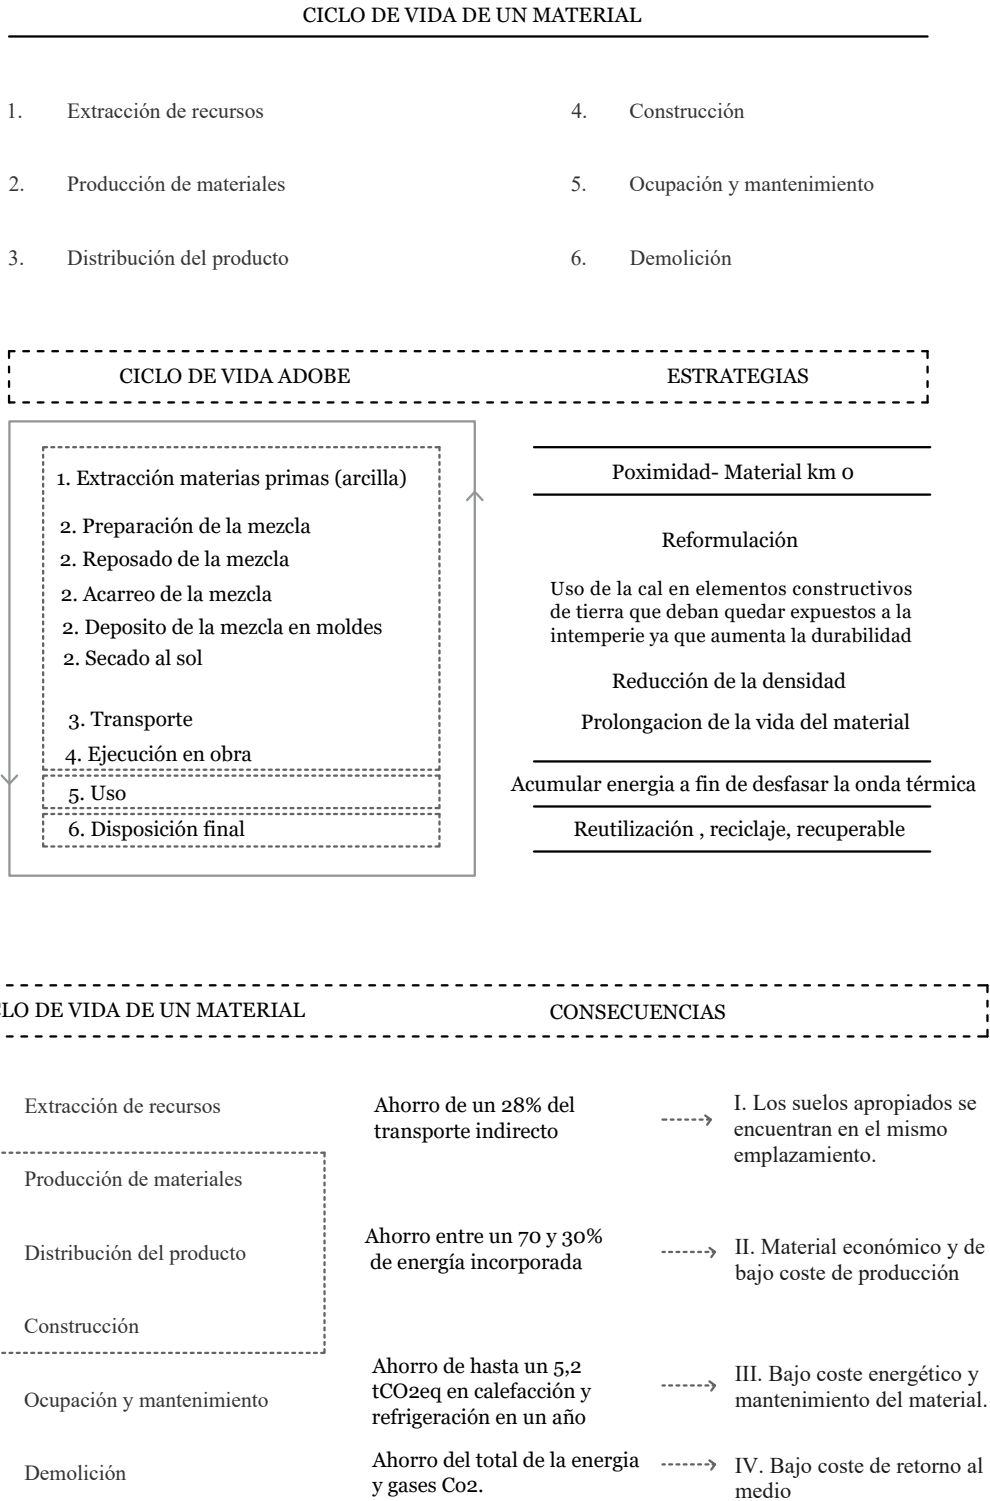 CICLO DE VIDA DE UN MATERIAL
1. Extracción de recursos
2. Producción de materiales
3. Distribución del producto
4. Construcción
5. Ocupación y mantenimiento
6. Demolición
CICLO DE VIDA ADOBE
ESTRATEGIAS
1. Extracción materias primas (arcilla)
2. Preparación de la mezcla
2. Reposado de la mezcla
2. Acarreo de la mezcla
2. Deposito de la mezcla en moldes
2. Secado al sol
3. Transporte
4. Ejecución en obra
5. Uso
6. Disposición final
Poximidad- Material km 0
Reformulación
Uso de la cal en elementos constructivos
de tierra que deban quedar expuestos a la
intemperie ya que aumenta la durabilidad
Reducción de la densidad
Prolongacion de la vida del material
Acumular energia a fin de desfasar la onda térmica
Reutilización , reciclaje, recuperable
CLO DE VIDA DE UN MATERIAL
CONSECUENCIAS
Extracción de recursos
Ahorro de un 28% del
transporte indirecto
I. Los suelos apropiados se
encuentran en el mismo
emplazamiento.
Producción de materiales
Distribución del producto
Construcción
Ahorro entre un 70 y 30%
de energía incorporada
II. Material económico y de
bajo coste de producción
Ocupación y mantenimiento
Ahorro de hasta un 5,2
tCO2eq en calefacción y
refrigeración en un año
III. Bajo coste energético y
mantenimiento del material.
Demolición
Ahorro del total de la energia
y gases Co2.
IV. Bajo coste de retorno al
medio